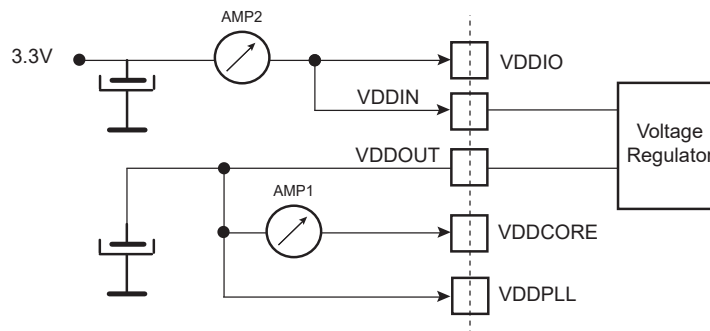 AMP2
3.3V
VDDIO
VDDIN
Voltage
Regulator
VDDOUT
AMP1
VDDCORE
VDDPLL